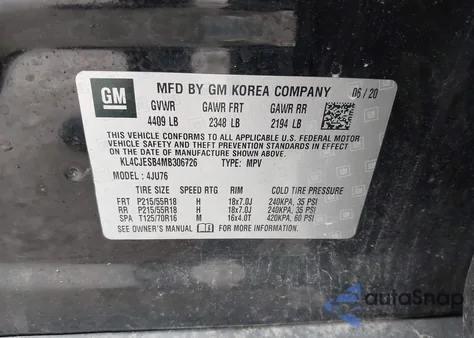 GM
MFD BY GM KOREA COMPANY 06/20
GVWR GAWR FRT GAWR RR
4409 LB 2348 LB 2194 LB
THIS VEHICLE CONFORMS TO ALL APPLICABLE U.S. FEDERAL MOTOR
VEHICLE SAFETY AND THEFT PREVENTION STANDARDS IN EFFECT ON
THE DATE OF MANUFACTURE SHOWN ABOVE.
KL4CJESB4MB306726 TYPE: MPV
MODEL: 4JU76
TIRE SIZE SPEED RTG RIM COLD TIRE PRESSURE
FRT P215/55R18 H 18x7.0J 240KPA, 35 PSI
RR P215/55R18 H 18x7.0J 240KPA, 35 PSI
SPA T125/70R16 M 16x4.0T 420KPA, 60 PSI
SEE OWNER'S MANUAL FOR MORE INFORMATION
autoSnap